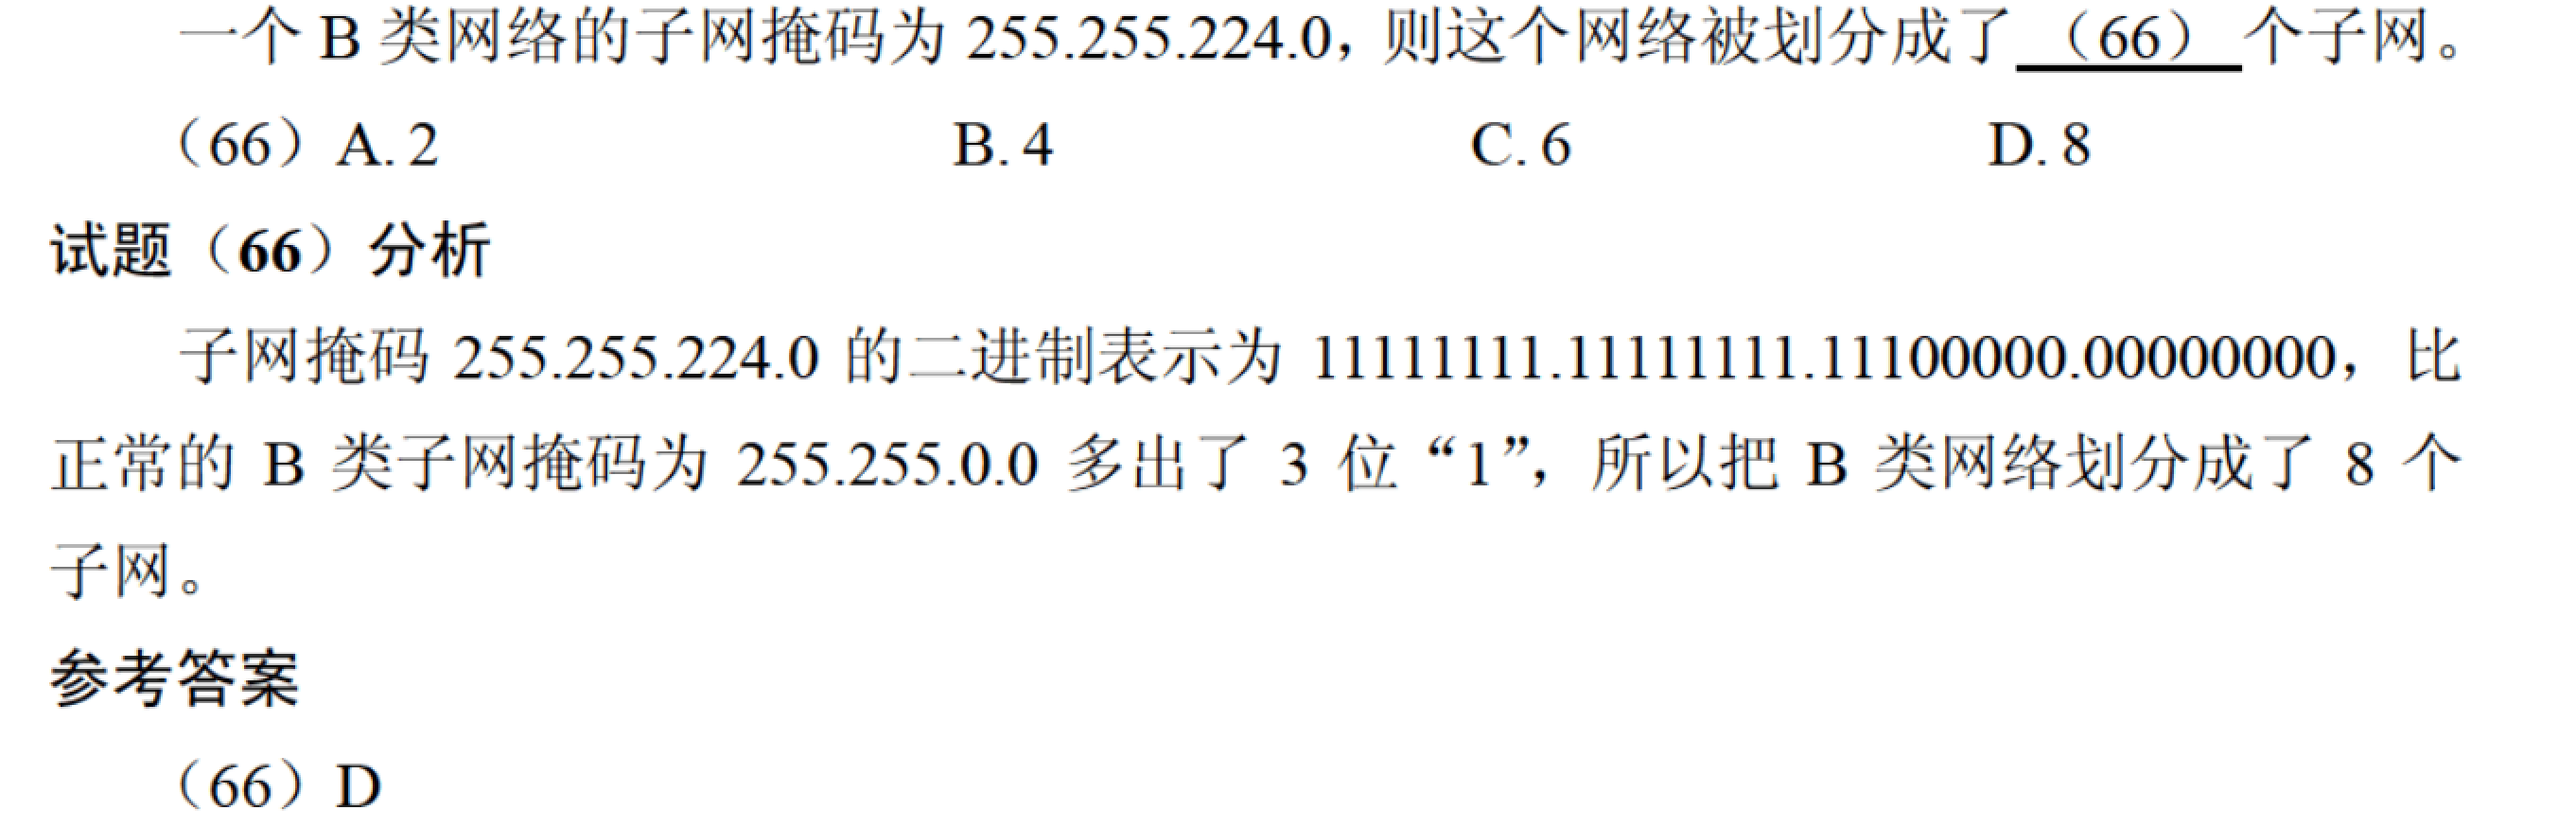 一个 B 类网络的子网掩码为 255.255.224.0，则这个网络被划分成了 （66） 个子网。
（66）A. 2 B. 4 C. 6 D. 8
试题（66）分析
子网掩码 255.255.224.0 的二进制表示为 11111111.11111111.11100000.00000000，比
正常的 B 类子网掩码为 255.255.0.0 多出了 3 位“1”，所以把 B 类网络划分成了 8 个
子网。
参考答案
（66）D